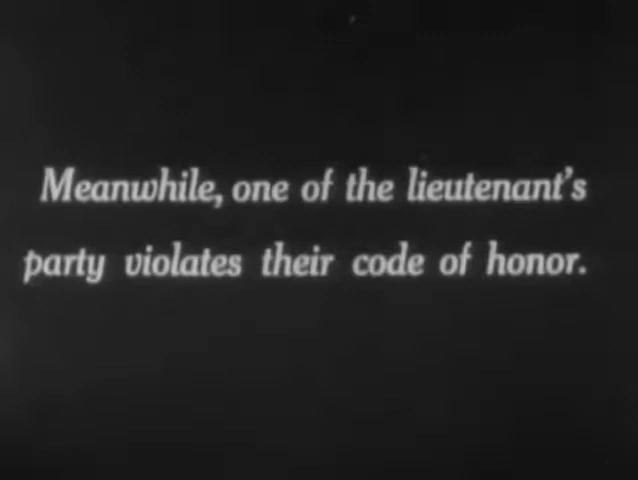 Meanwhile, one of the lieutenant's
party violates their code of honor.